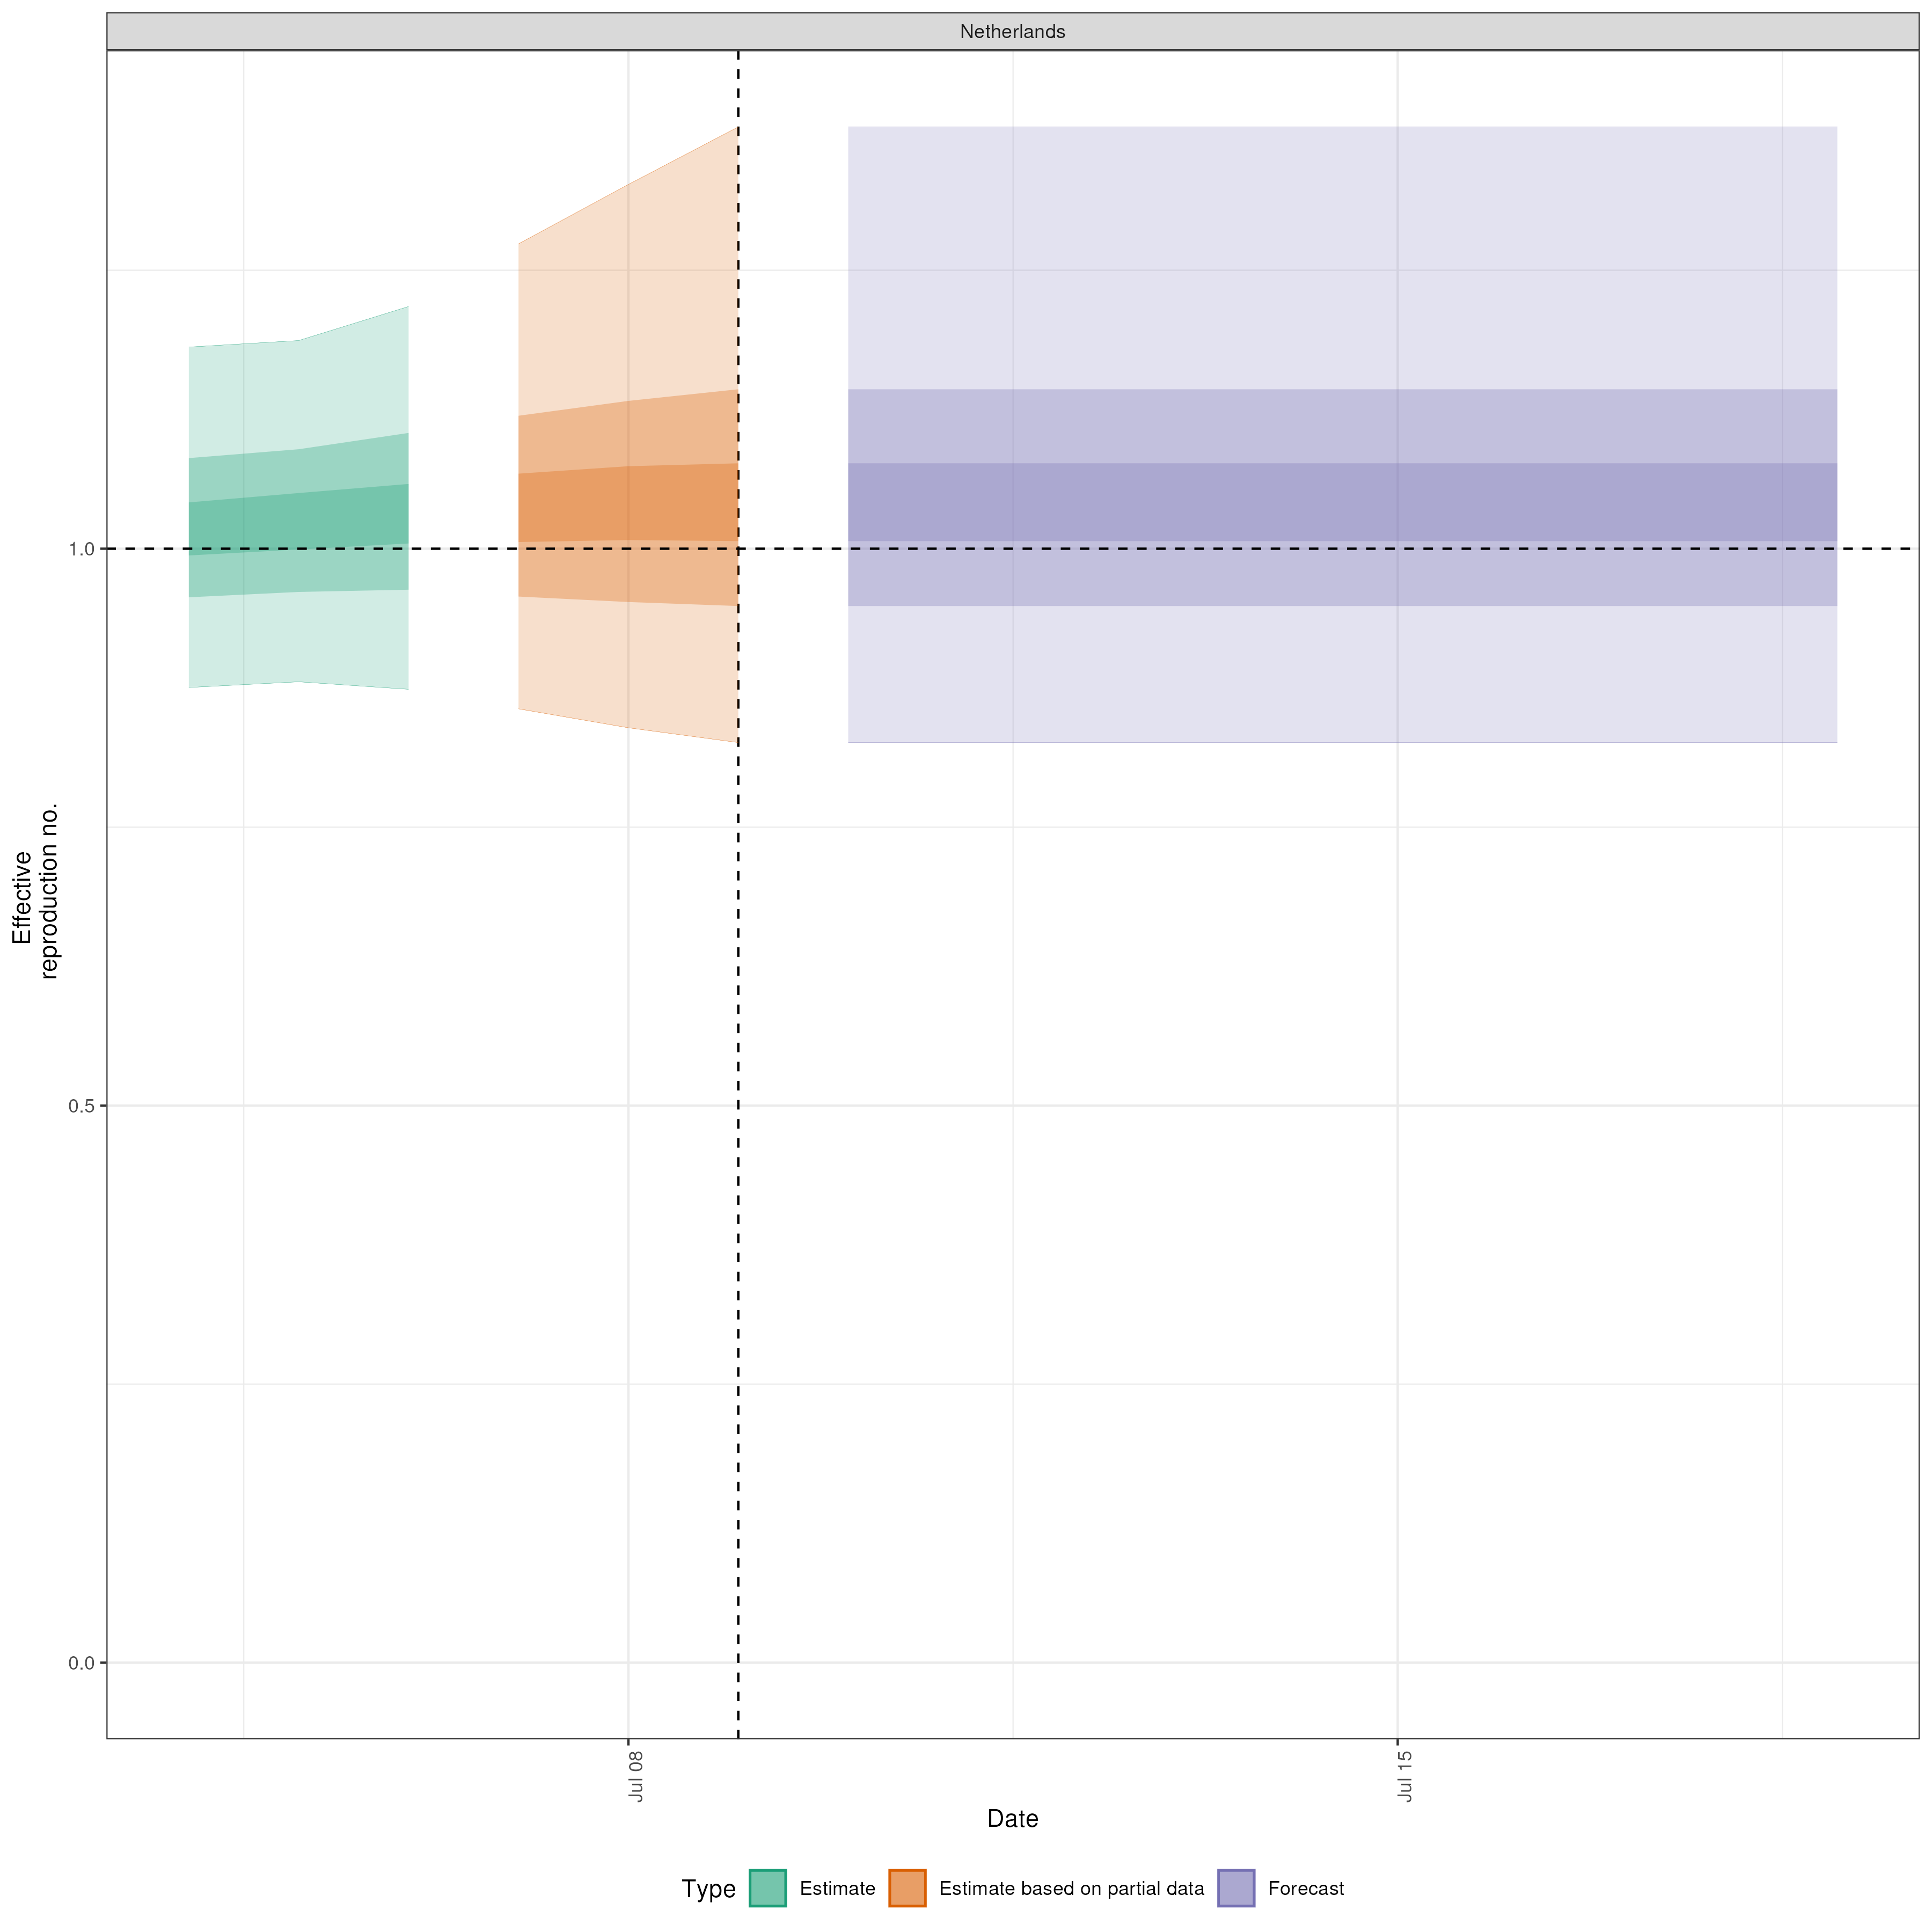 Netherlands
Effective
reproduction no.
1.0
0.5
0.0
Jul 08
Jul 15
Date
Type
Estimate
Estimate based on partial data
Forecast